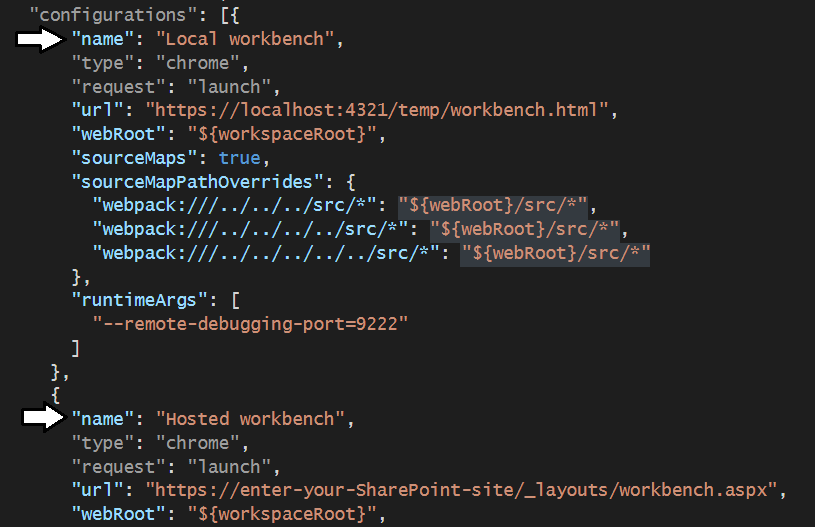 "configurations": [{
"name": "Local workbench",
"type": "chrome",
"request": "launch",
"url": "https://localhost:4321/temp/workbench.html",
"webRoot": "${workspaceRoot}",
"sourceMaps": true,
"sourceMapPathOverrides": {
"webpack:///../../../src/*": "${webRoot}/src/*",
"webpack:///../../../../src/*": "${webRoot}/src/*",
"webpack:///../../../../../src/*": "${webRoot}/src/*"
},
"runtimeArgs": [
"--remote-debugging-port=9222"
]
},
{
"name": "Hosted workbench",
"type": "chrome",
"request": "launch",
"url": "https://enter-your-SharePoint-site/_layouts/workbench.aspx",
"webRoot": "${workspaceRoot}",